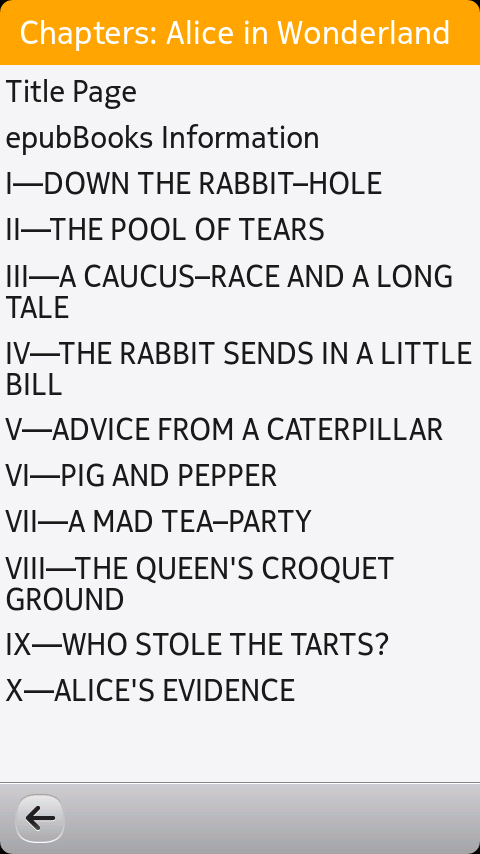 Chapters: Alice in Wonderland
Title Page
epubBooks Information
I—DOWN THE RABBIT–HOLE
II—THE POOL OF TEARS
III—A CAUCUS–RACE AND A LONG
TALE
IV—THE RABBIT SENDS IN A LITTLE
BILL
V—ADVICE FROM A CATERPILLAR
VI—PIG AND PEPPER
VII—A MAD TEA–PARTY
VIII—THE QUEEN'S CROQUET
GROUND
IX—WHO STOLE THE TARTS?
X—ALICE'S EVIDENCE